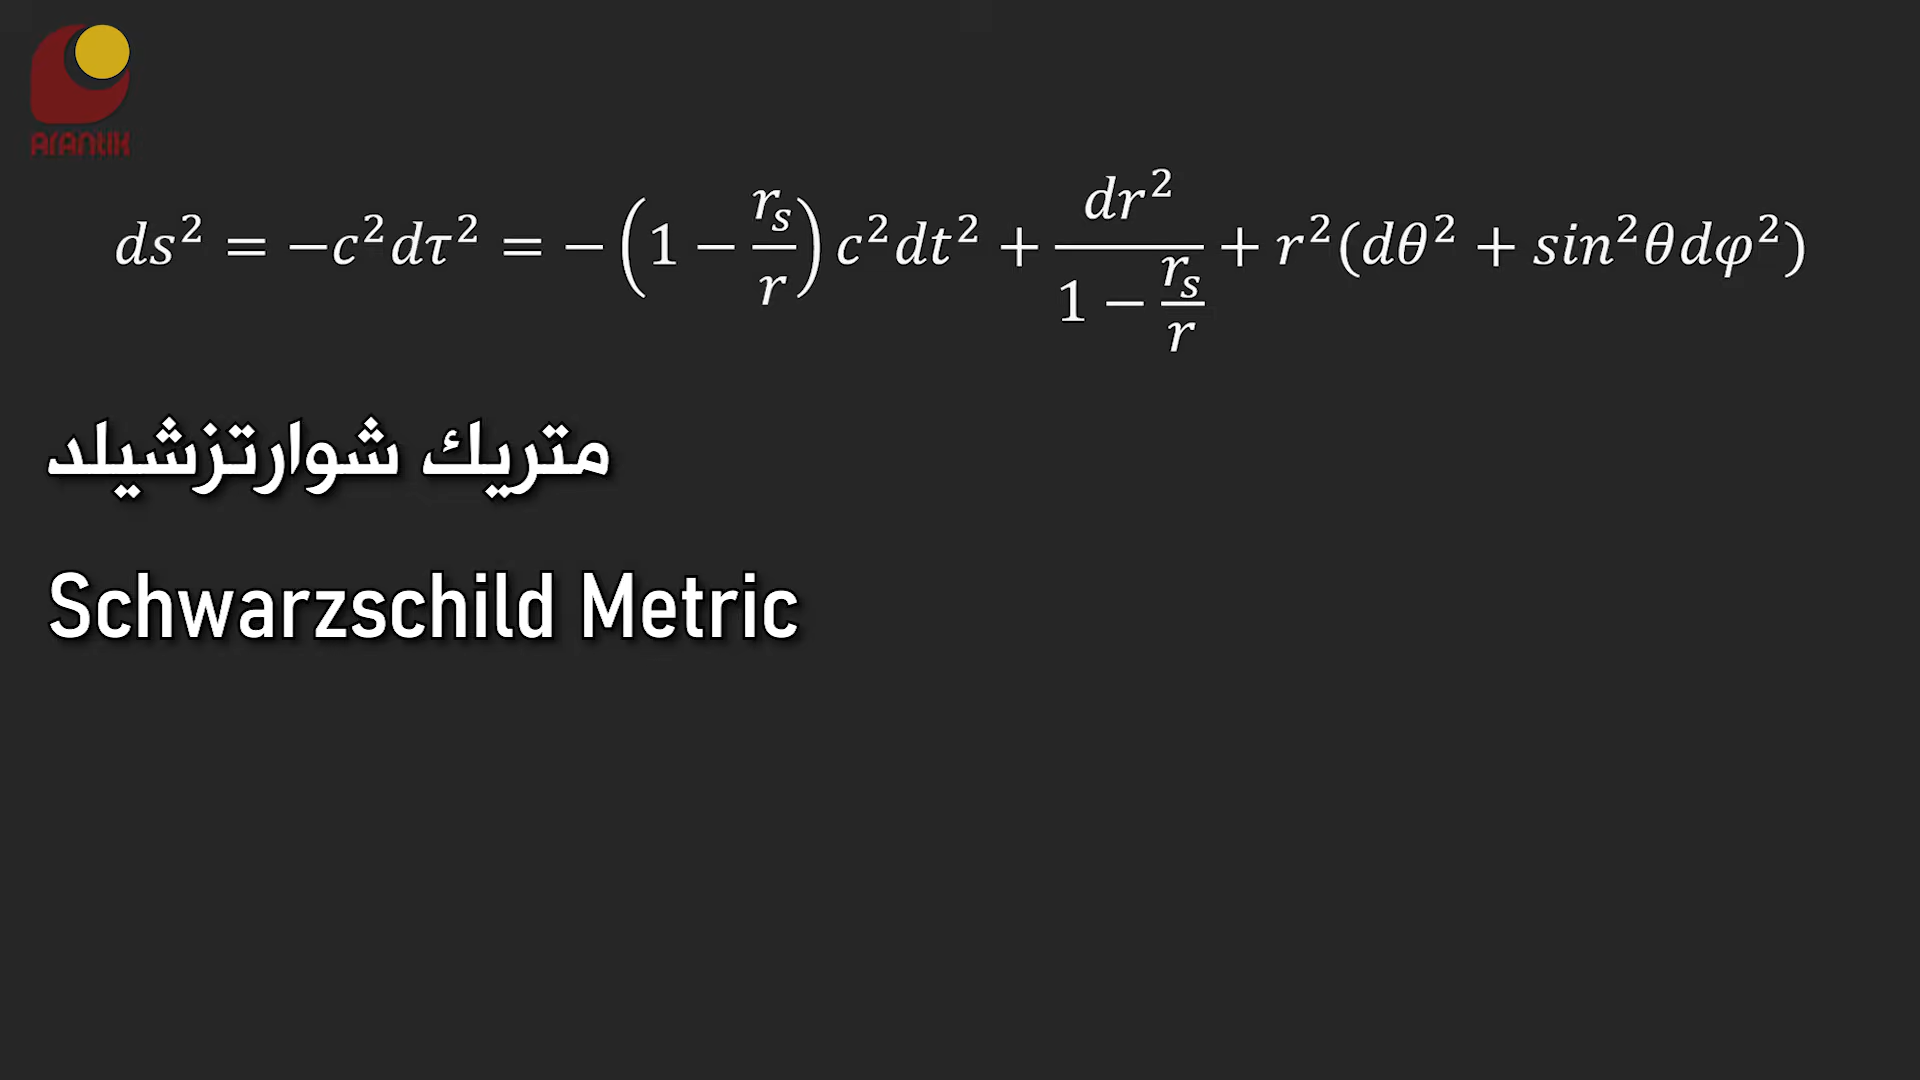 ArAntIK
ds² = −c²dτ² = −(1 − rₛ/r) c²dt² + dr²/(1 − rₛ/r) + r²(dθ² + sin²θdφ²)
متريك شوارتزشيلد
Schwarzschild Metric